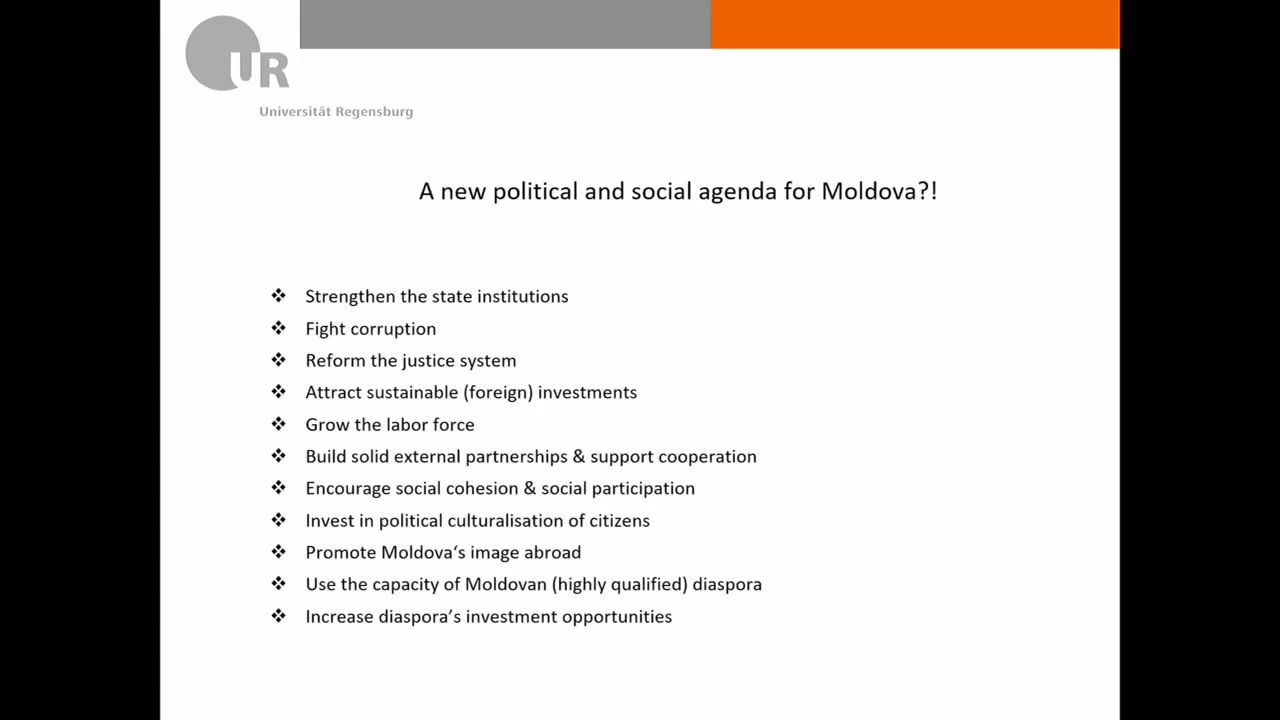 UR
Universität Regensburg
A new political and social agenda for Moldova?!
❖ Strengthen the state institutions
❖ Fight corruption
❖ Reform the justice system
❖ Attract sustainable (foreign) investments
❖ Grow the labor force
❖ Build solid external partnerships & support cooperation
❖ Encourage social cohesion & social participation
❖ Invest in political culturalisation of citizens
❖ Promote Moldova‘s image abroad
❖ Use the capacity of Moldovan (highly qualified) diaspora
❖ Increase diaspora’s investment opportunities